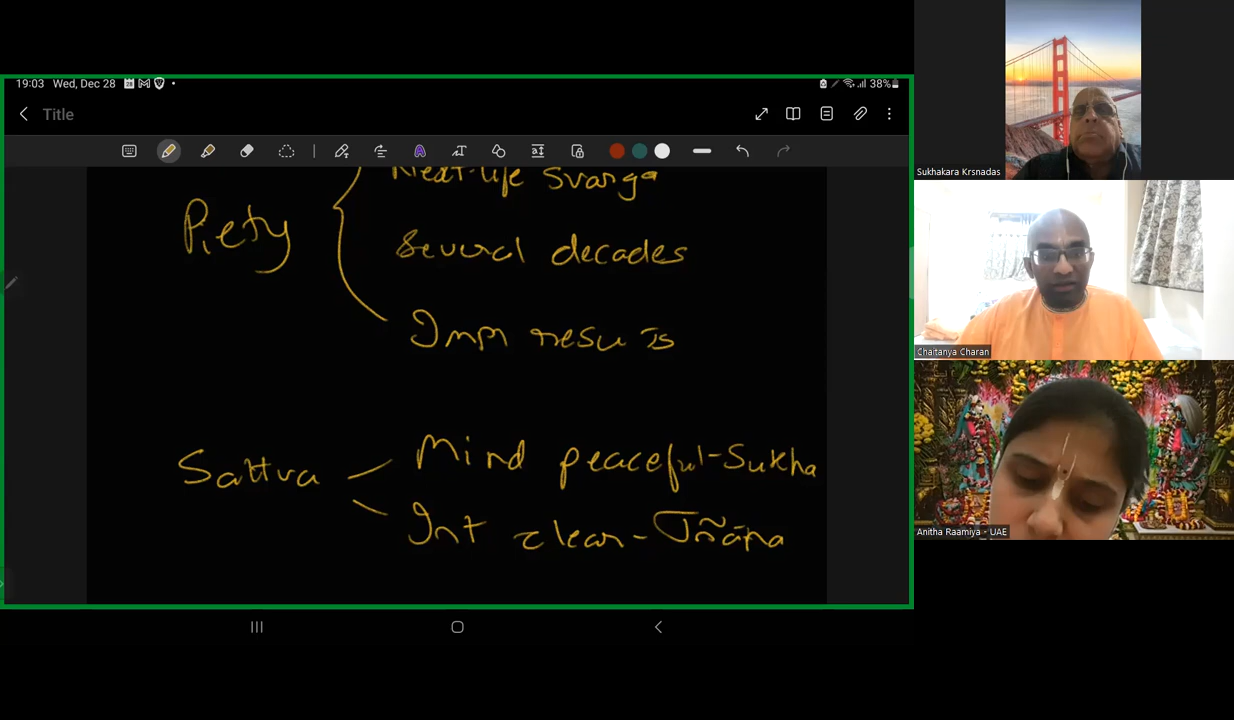 19:03 Wed, Dec 28
38%
Title
Next-life Svarga
Piety
Several decades
Imm results
Sattva
Mind peaceful-Sukha
Int clear-Jñāna
Sukhakara Krsnadas
Chaitanya Charan
Anitha Raamiya - UAE